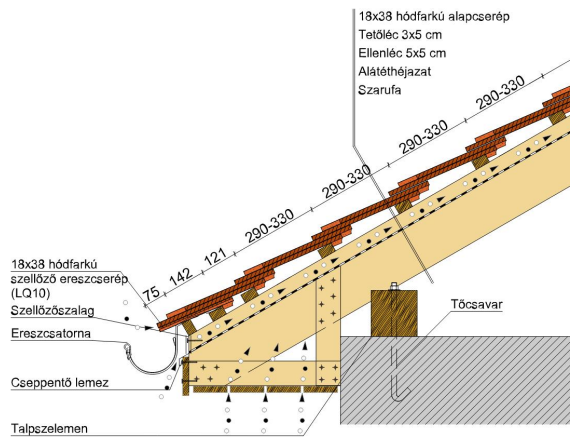 18x38 hódfarkú alapcserép
Tetőléc 3x5 cm
Ellenléc 5x5 cm
Alátéthéjazat
Szarufa
290-330
290-330
290-330
290-330
121
142
75
18x38 hódfarkú
szellőző ereszcserép
(LQ10)
Szellőzőszalag
Ereszcsatorna
Cseppentő lemez
Talpszelemen
Tőcsavar